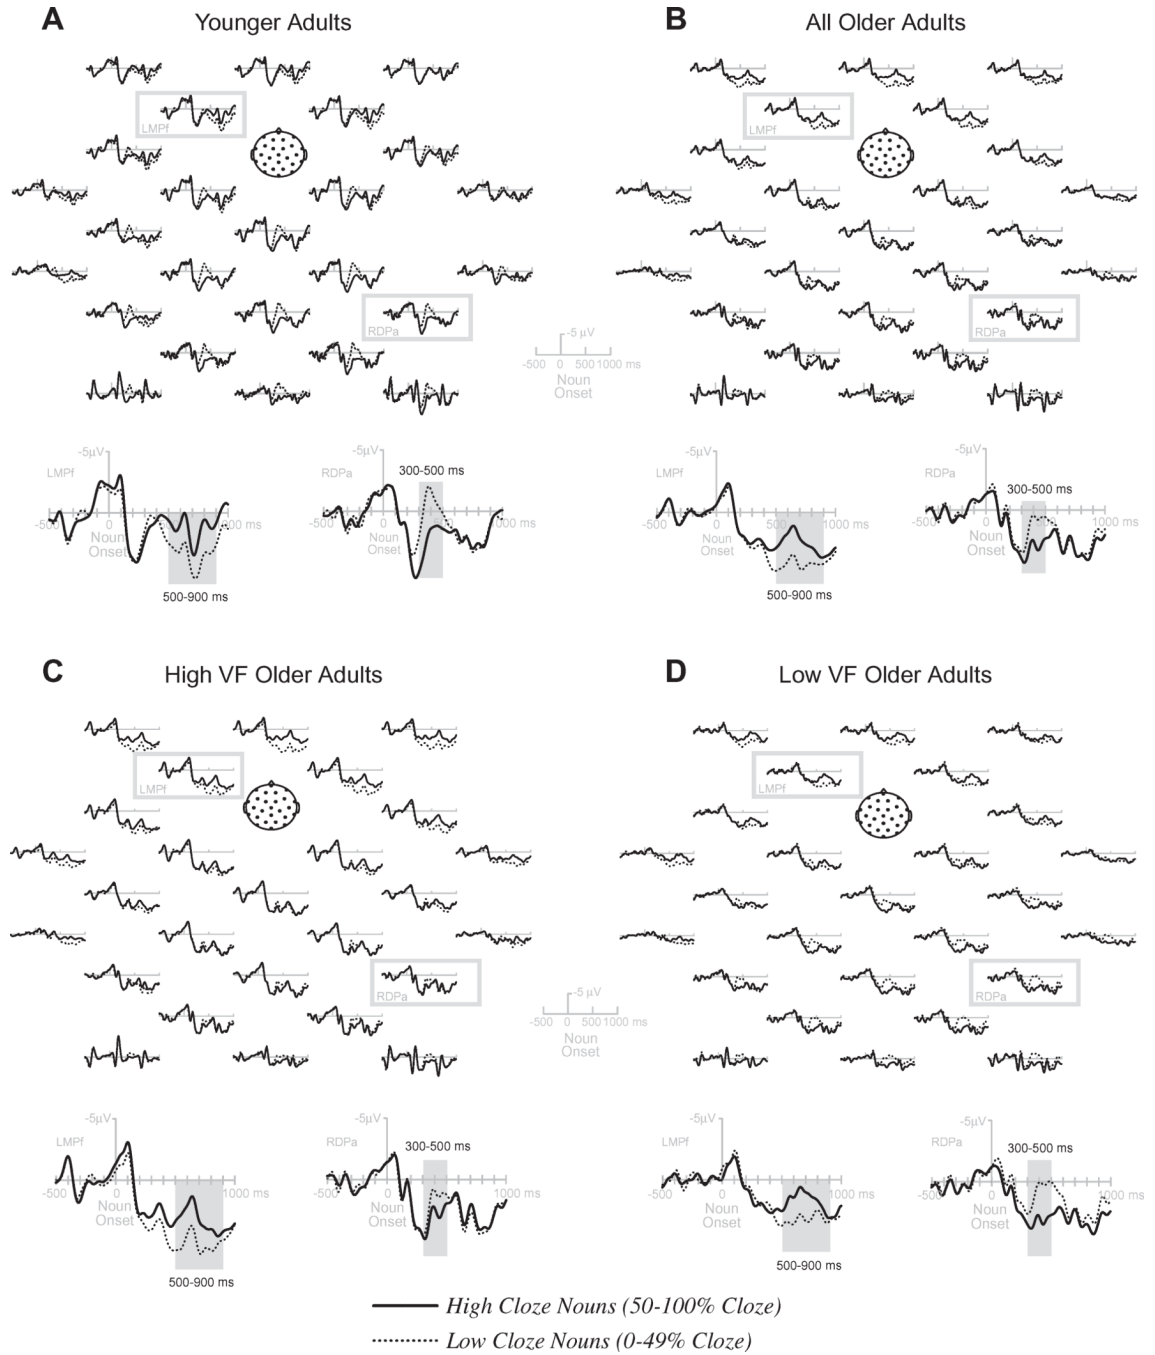 A Younger Adults
B All Older Adults
LMPf
LMPf
RDPa
RDPa
-5 µV
-500 0 500 1000 ms
Noun
Onset
-5µV
LMPf
-500 0 1000 ms
Noun
Onset
500-900 ms
-5µV
RDPa
300-500 ms
-500 0 1000 ms
Noun
Onset
-5µV
LMPf
-500 0 500 1000 ms
Noun
Onset
500-900 ms
-5µV
RDPa
300-500 ms
-500 0 1000 ms
Noun
Onset
C High VF Older Adults
D Low VF Older Adults
LMPf
LMPf
RDPa
RDPa
-5 µV
-500 0 500 1000 ms
Noun
Onset
-5µV
LMPf
-500 0 1000 ms
Noun
Onset
500-900 ms
-5µV
RDPa
300-500 ms
-500 0 1000 ms
Noun
Onset
-5µV
LMPf
-500 0 1000 ms
Noun
Onset
500-900 ms
-5µV
RDPa
300-500 ms
-500 0 1000 ms
Noun
Onset
High Cloze Nouns (50-100% Cloze)
Low Cloze Nouns (0-49% Cloze)